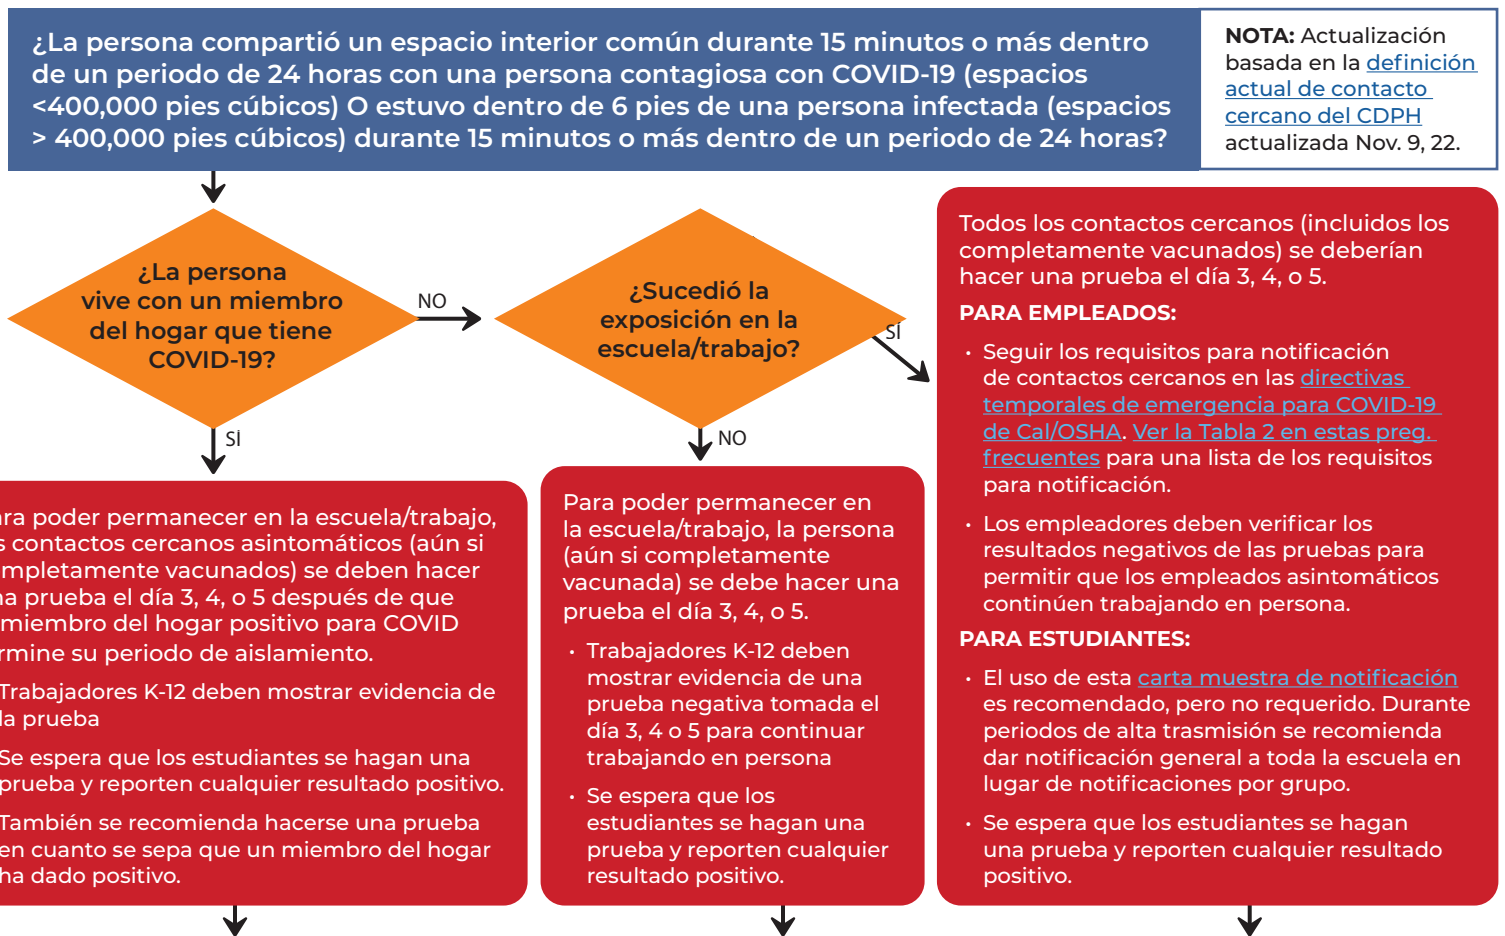 ¿La persona compartió un espacio interior común durante 15 minutos o más dentro
de un periodo de 24 horas con una persona contagiosa con COVID-19 (espacios
<400,000 pies cúbicos) O estuvo dentro de 6 pies de una persona infectada (espacios
> 400,000 pies cúbicos) durante 15 minutos o más dentro de un periodo de 24 horas?
NOTA: Actualización
basada en la definición
actual de contacto
cercano del CDPH
actualizada Nov. 9, 22.
¿La persona
vive con un miembro
del hogar que tiene
COVID-19?
NO
SÍ
¿Sucedió la
exposición en la
escuela/trabajo?
SÍ
NO
poder permanecer en la escuela/trabajo,
contactos cercanos asintomáticos (aún si
vacunados) se deben hacer
prueba el día 3, 4, o 5 después de que
miembro del hogar positivo para COVID
su periodo de aislamiento.
Trabajadores K-12 deben mostrar evidencia de
la prueba
Se espera que los estudiantes se hagan una
prueba y reporten cualquier resultado positivo.
También se recomienda hacerse una prueba
en cuanto se sepa que un miembro del hogar
ha dado positivo.
Para poder permanecer en
la escuela/trabajo, la persona
(aún si completamente
vacunada) se debe hacer una
prueba el día 3, 4, o 5.
• Trabajadores K-12 deben
mostrar evidencia de una
prueba negativa tomada el
día 3, 4 o 5 para continuar
trabajando en persona
• Se espera que los
estudiantes se hagan una
prueba y reporten cualquier
resultado positivo.
Todos los contactos cercanos (incluidos los
completamente vacunados) se deberían
hacer una prueba el día 3, 4, o 5.
PARA EMPLEADOS:
• Seguir los requisitos para notificación
de contactos cercanos en las directivas
temporales de emergencia para COVID-19
de Cal/OSHA. Ver la Tabla 2 en estas preg.
frecuentes para una lista de los requisitos
para notificación.
• Los empleadores deben verificar los
resultados negativos de las pruebas para
permitir que los empleados asintomáticos
continúen trabajando en persona.
PARA ESTUDIANTES:
• El uso de esta carta muestra de notificación
es recomendado, pero no requerido. Durante
periodos de alta trasmisión se recomienda
dar notificación general a toda la escuela en
lugar de notificaciones por grupo.
• Se espera que los estudiantes se hagan
una prueba y reporten cualquier resultado
positivo.